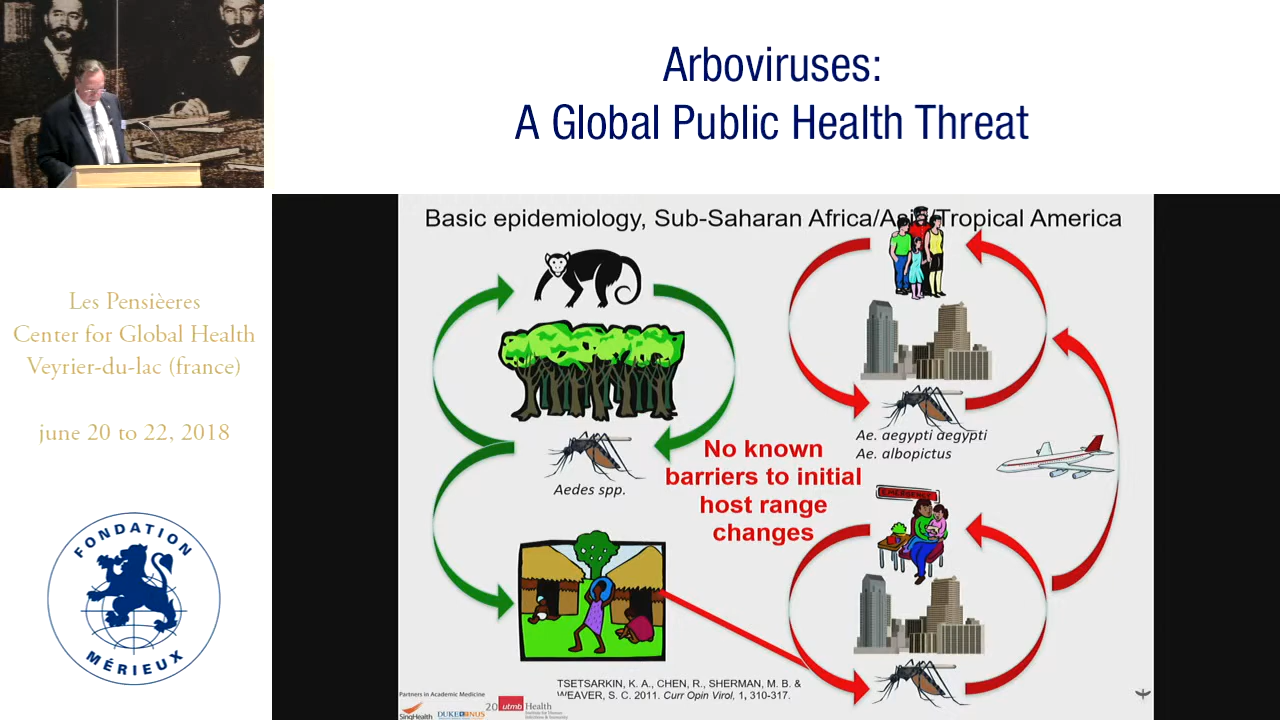 Arboviruses:
A Global Public Health Threat
Les Pensièeres
Center for Global Health
Veyrier-du-lac (france)
june 20 to 22, 2018
FONDATION
MÉRIEUX
Basic epidemiology, Sub-Saharan Africa/Asia/Tropical America
Aedes spp.
No known
barriers to initial
host range
changes
Ae. aegypti aegypti
Ae. albopictus
EMERGENCY
TSETSARKIN, K. A., CHEN, R., SHERMAN, M. B. &
WEAVER, S. C. 2011. Curr Opin Virol, 1, 310-317.
Partners in Academic Medicine
SingHealth
DUKE NUS
20
utmb Health